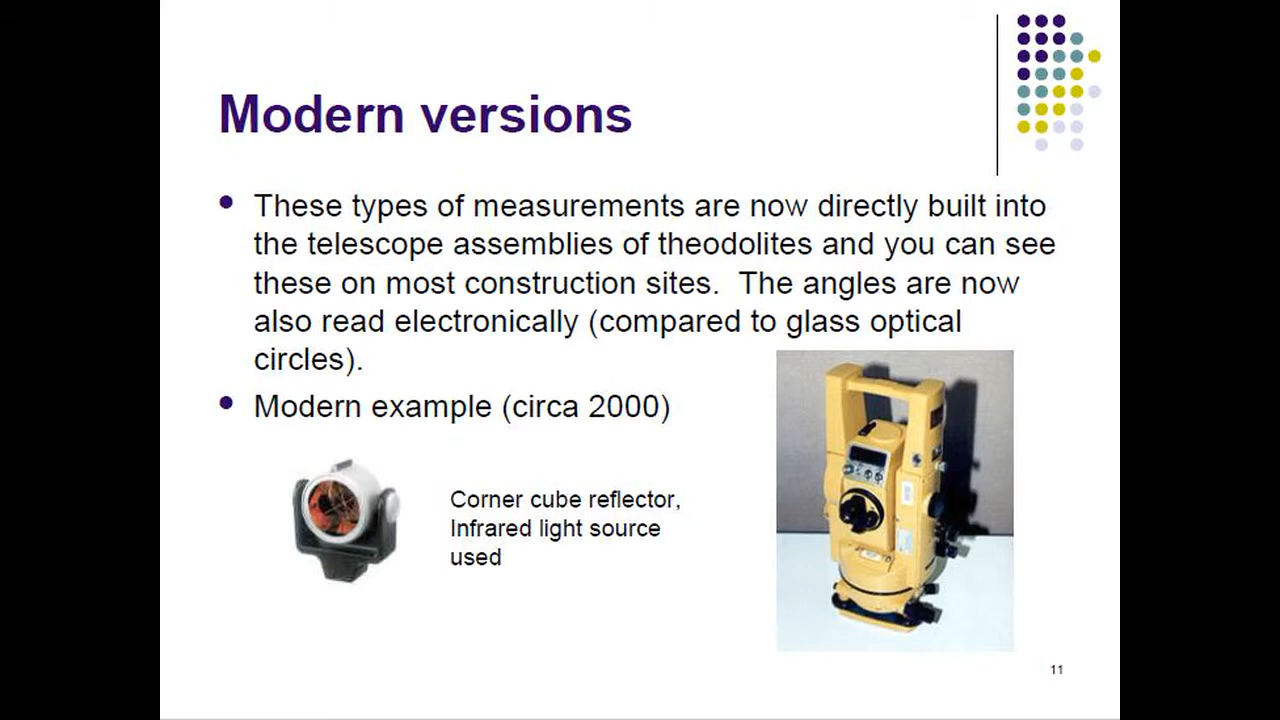 Modern versions
These types of measurements are now directly built into
the telescope assemblies of theodolites and you can see
these on most construction sites.  The angles are now
also read electronically (compared to glass optical
circles).
Modern example (circa 2000)
Corner cube reflector,
Infrared light source
used
11